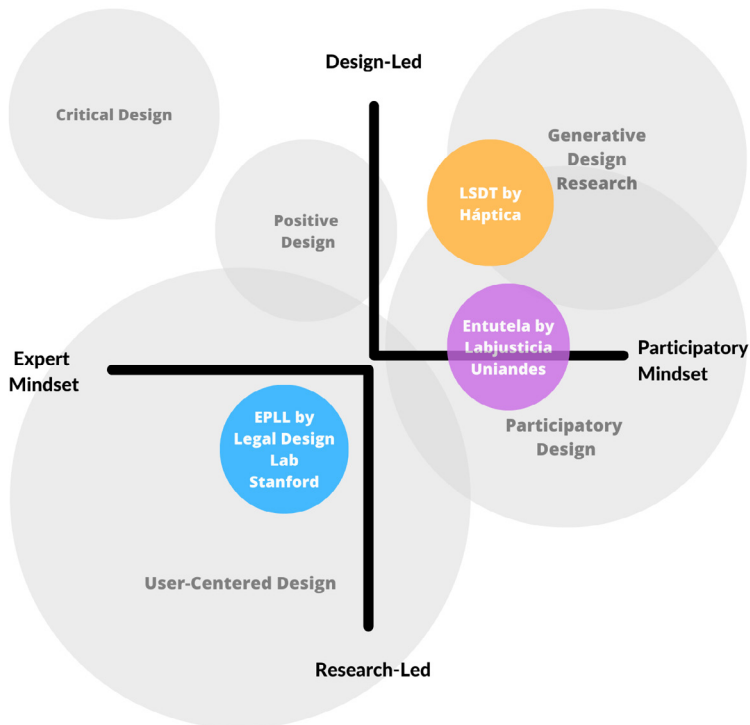 Design-Led
Critical Design
Generative
Design
Research
LSDT by
Háptica
Positive
Design
Entutela by
Labjusticia
Uniandes
Expert
Mindset
Participatory
Mindset
EPLL by
Legal Design
Lab
Stanford
Participatory
Design
User-Centered Design
Research-Led